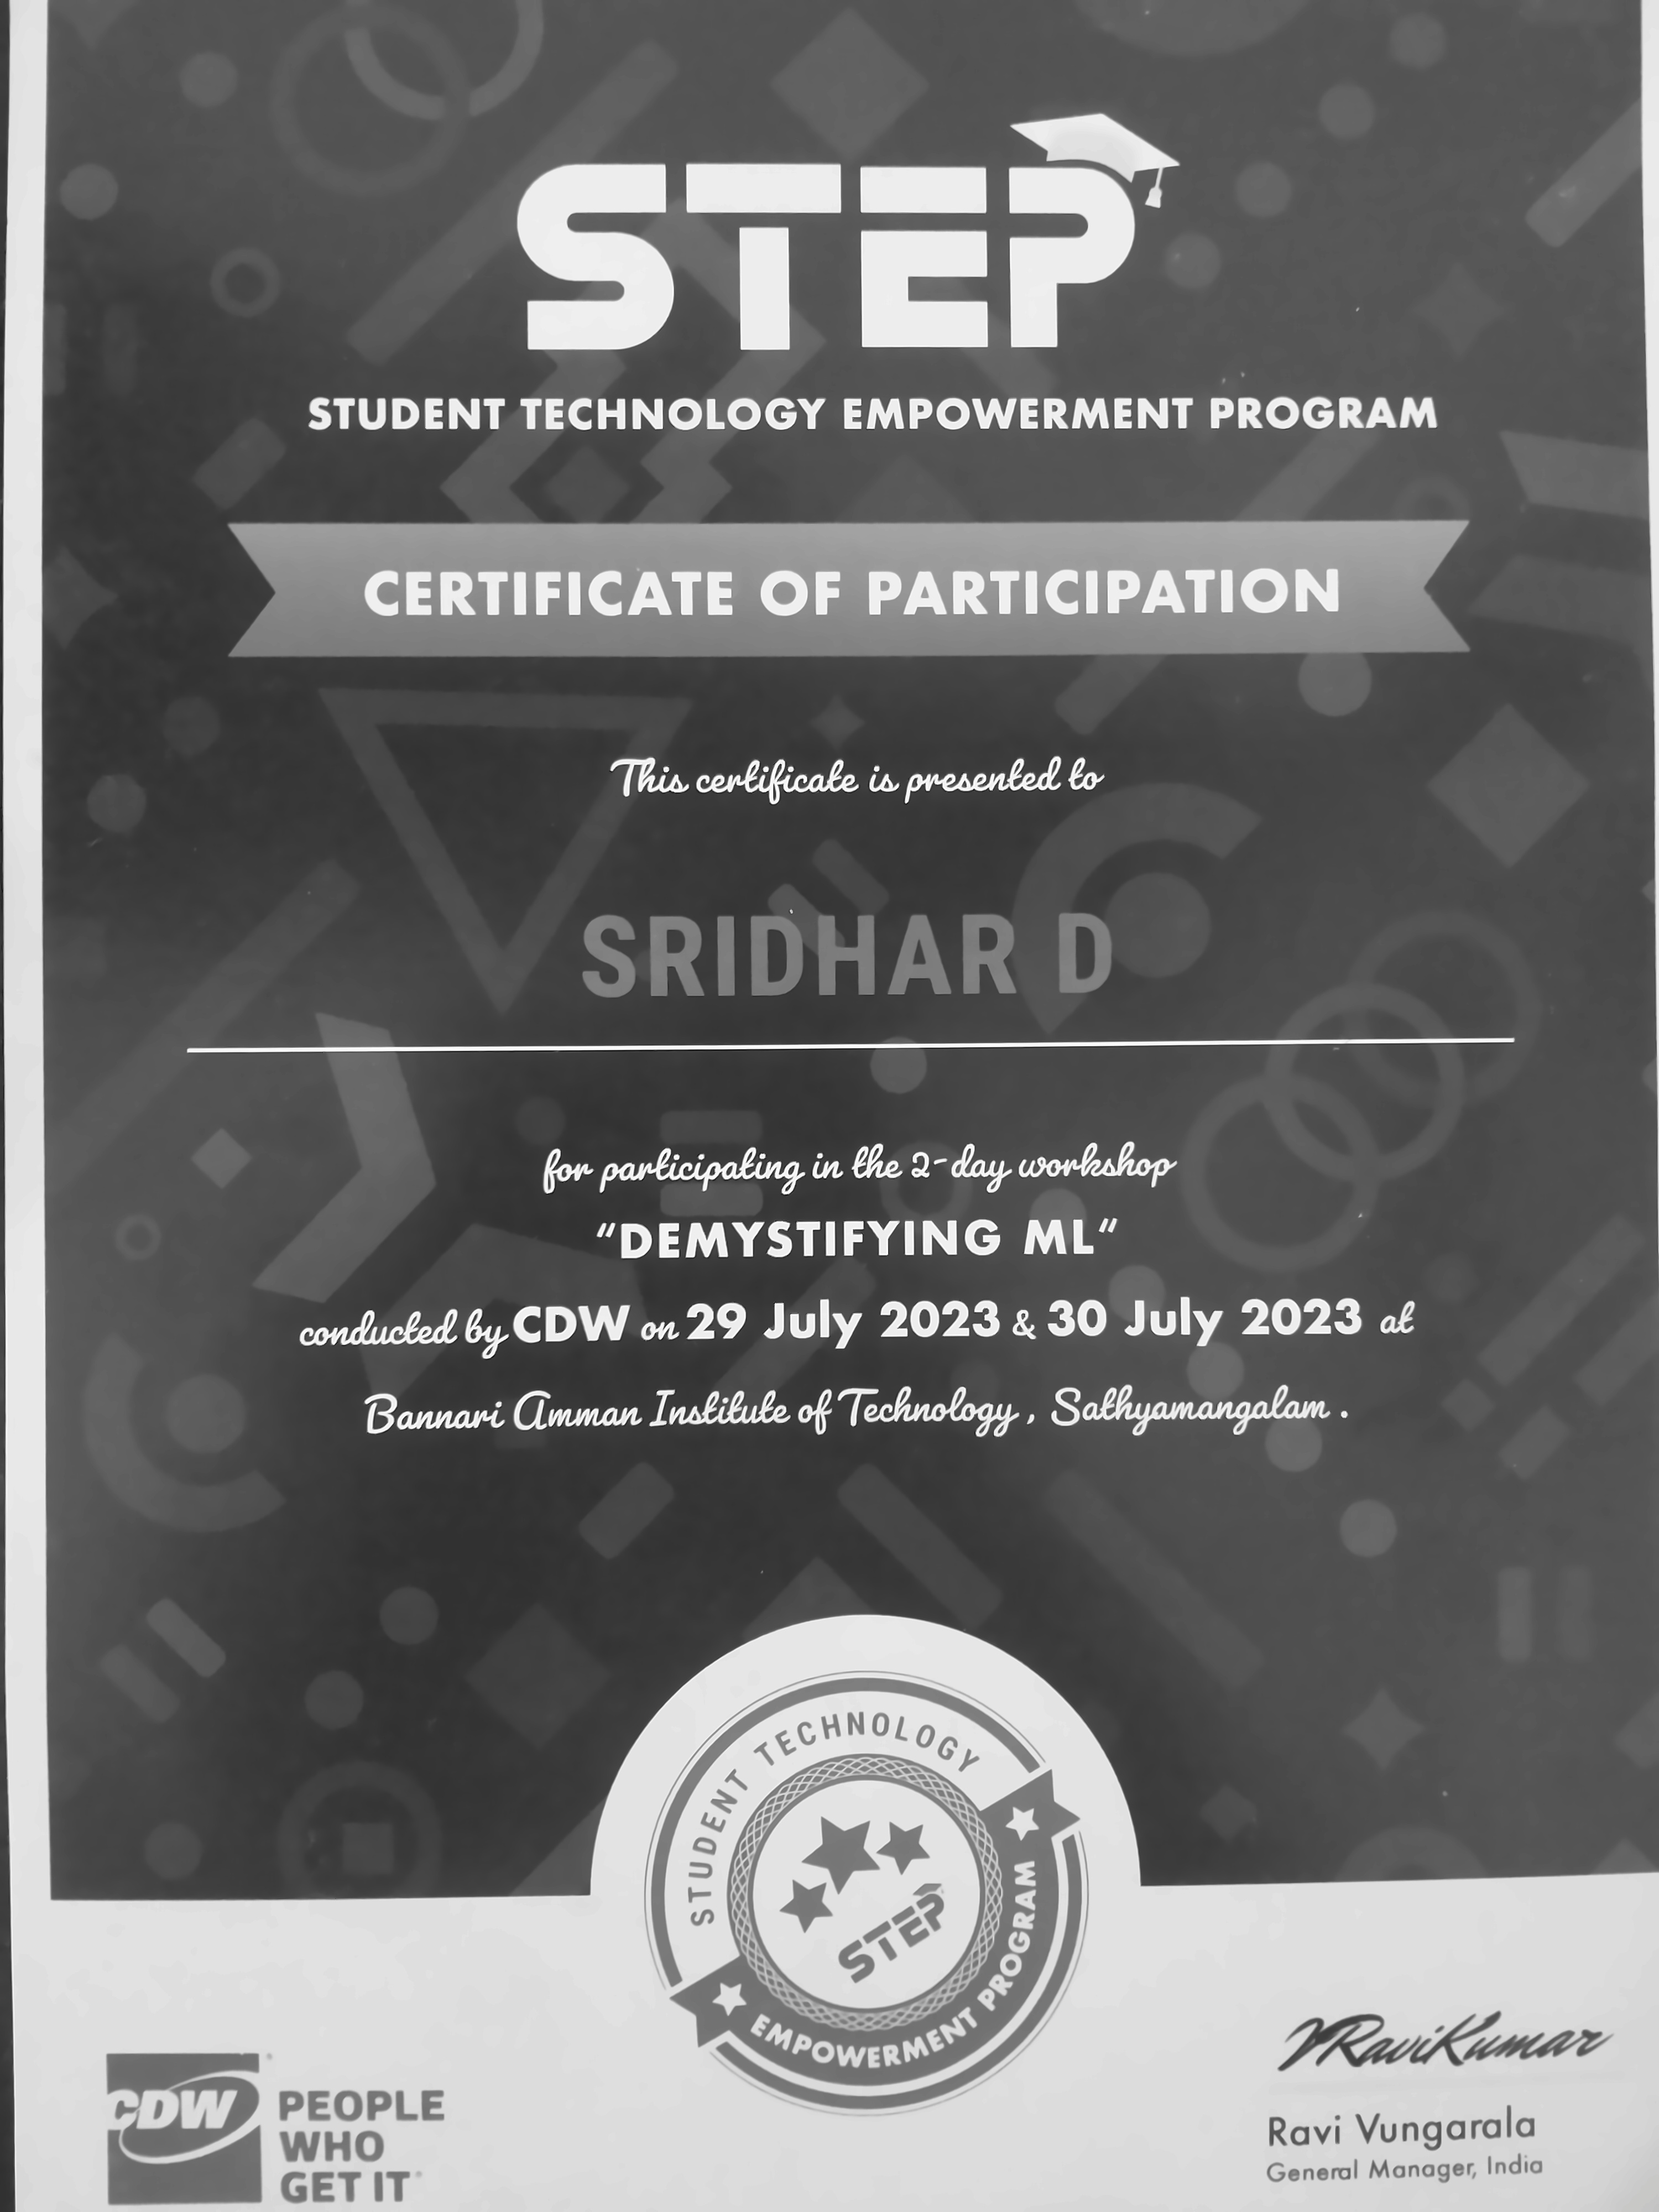 STEP
STUDENT TECHNOLOGY EMPOWERMENT PROGRAM
CERTIFICATE OF PARTICIPATION
This certificate is presented to
SRIDHAR D
for participating in the 2-day workshop
“DEMYSTIFYING ML“
conducted by CDW on 29 July 2023 & 30 July 2023 at
Bannari Amman Institute of Technology , Sathyamangalam .
STUDENT TECHNOLOGY
STEP
EMPOWERMENT PROGRAM
CDW
PEOPLE
WHO
GET IT
VRaviKumar
Ravi Vungarala
General Manager, India